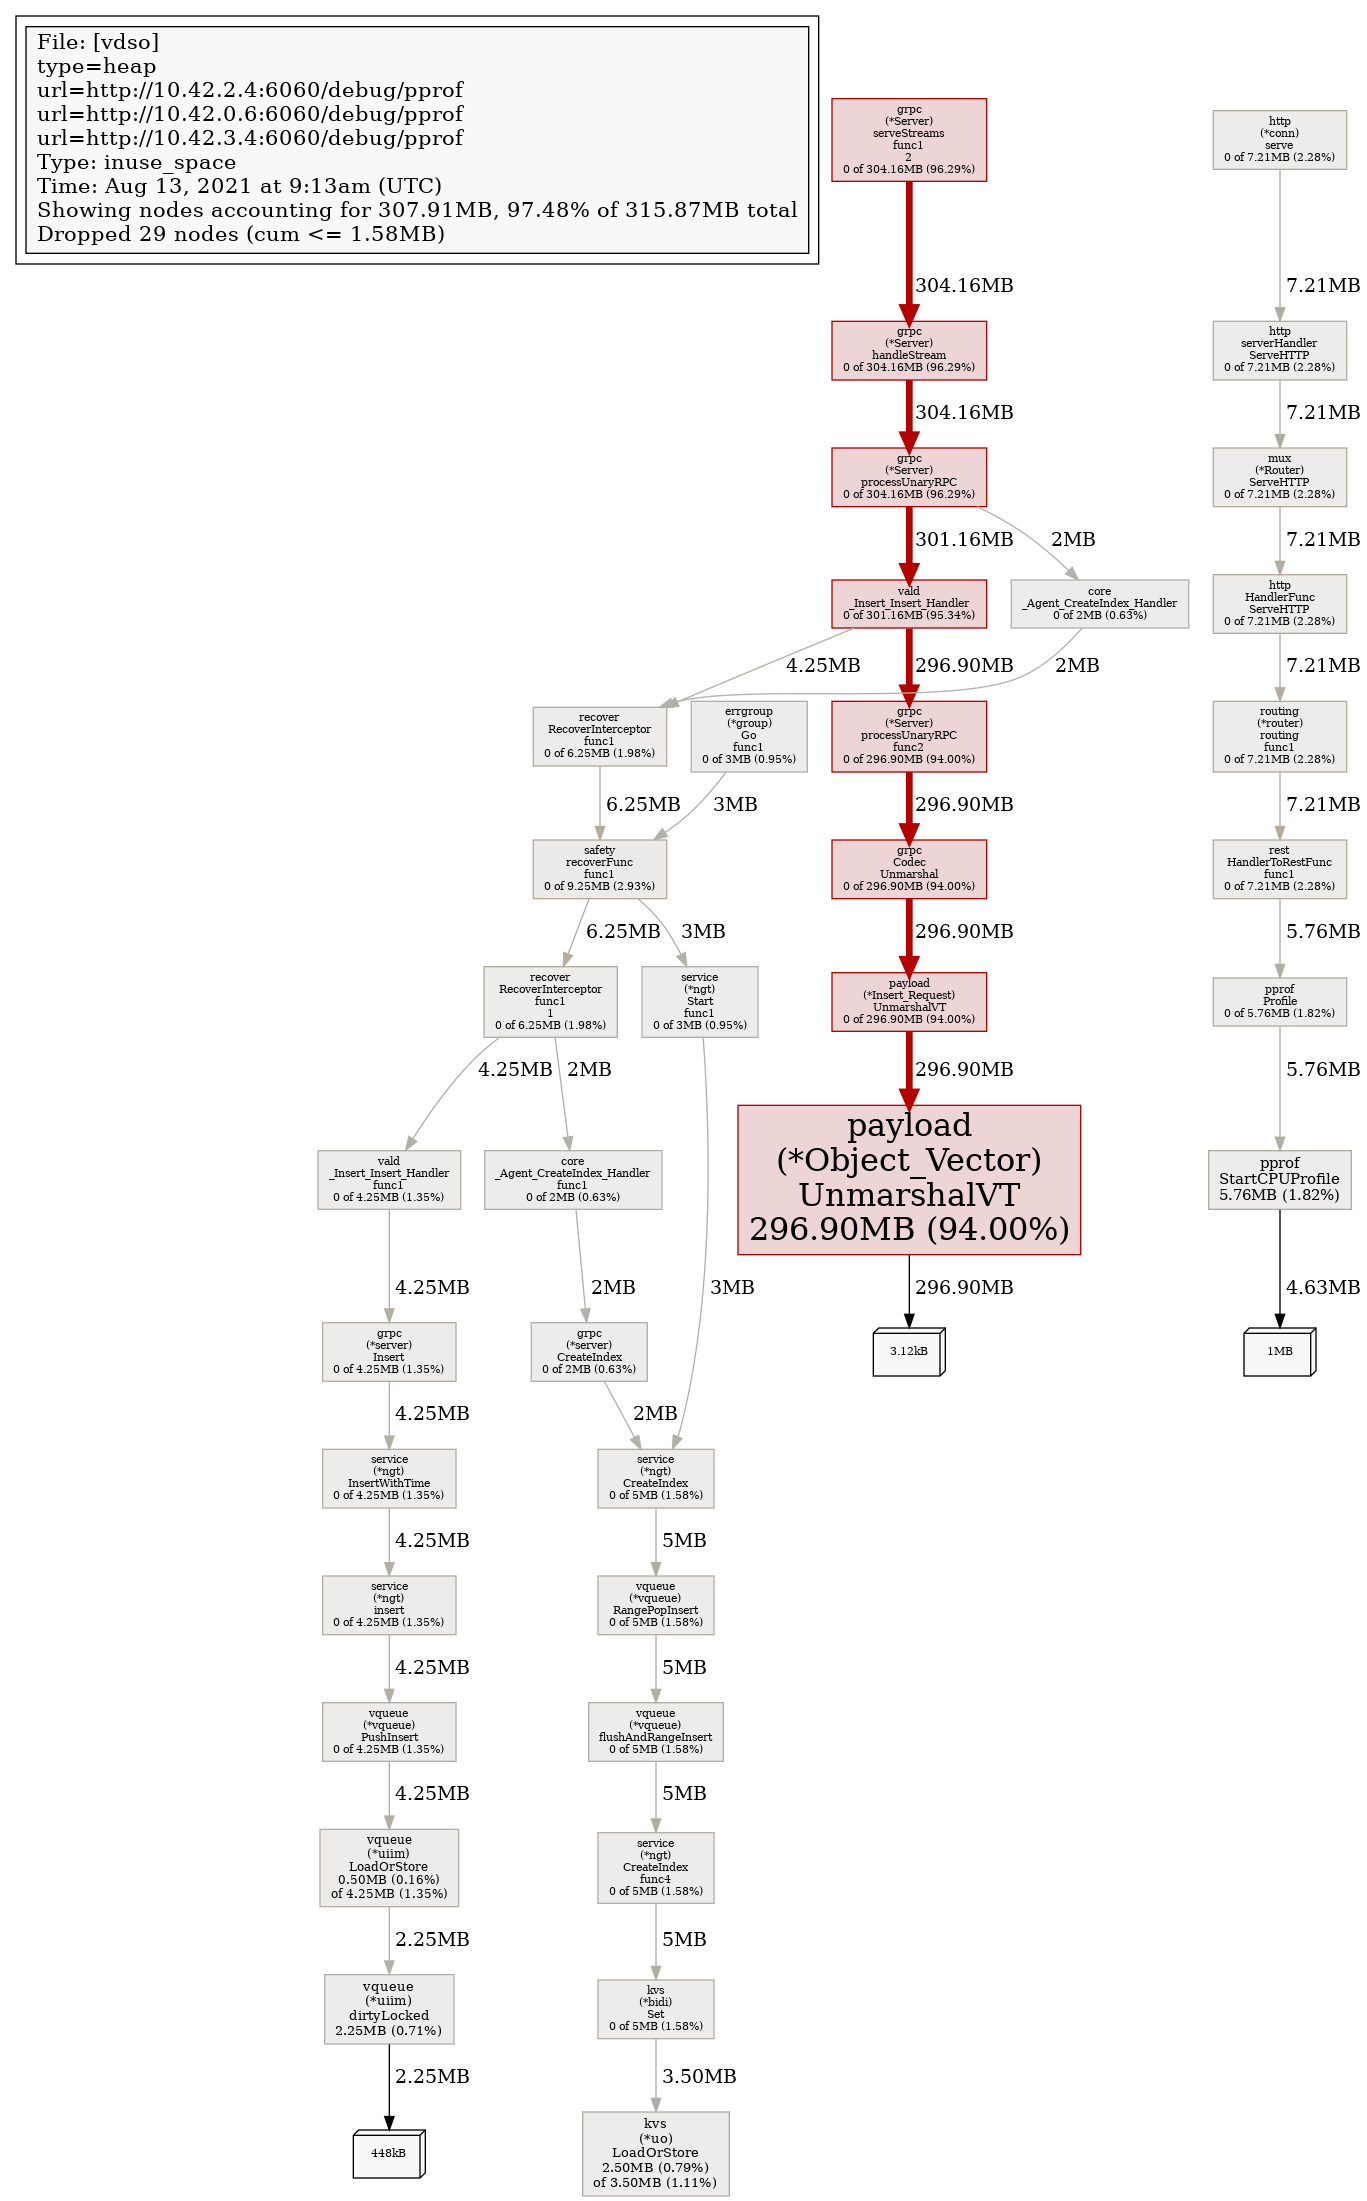 File: [vdso]
type=heap
url=http://10.42.2.4:6060/debug/pprof
url=http://10.42.0.6:6060/debug/pprof
url=http://10.42.3.4:6060/debug/pprof
Type: inuse_space
Time: Aug 13, 2021 at 9:13am (UTC)
Showing nodes accounting for 307.91MB, 97.48% of 315.87MB total
Dropped 29 nodes (cum <= 1.58MB)
grpc
(*Server)
serveStreams
func1
2
0 of 304.16MB (96.29%)
http
(*conn)
serve
0 of 7.21MB (2.28%)
304.16MB
7.21MB
grpc
(*Server)
handleStream
0 of 304.16MB (96.29%)
http
serverHandler
ServeHTTP
0 of 7.21MB (2.28%)
304.16MB
7.21MB
grpc
(*Server)
processUnaryRPC
0 of 304.16MB (96.29%)
mux
(*Router)
ServeHTTP
0 of 7.21MB (2.28%)
301.16MB
2MB
7.21MB
vald
_Insert_Insert_Handler
0 of 301.16MB (95.34%)
core
_Agent_CreateIndex_Handler
0 of 2MB (0.63%)
http
HandlerFunc
ServeHTTP
0 of 7.21MB (2.28%)
4.25MB
296.90MB
2MB
7.21MB
recover
RecoverInterceptor
func1
0 of 6.25MB (1.98%)
errgroup
(*group)
Go
func1
0 of 3MB (0.95%)
grpc
(*Server)
processUnaryRPC
func2
0 of 296.90MB (94.00%)
routing
(*router)
routing
func1
0 of 7.21MB (2.28%)
6.25MB
3MB
296.90MB
7.21MB
safety
recoverFunc
func1
0 of 9.25MB (2.93%)
grpc
Codec
Unmarshal
0 of 296.90MB (94.00%)
rest
HandlerToRestFunc
func1
0 of 7.21MB (2.28%)
6.25MB
3MB
296.90MB
5.76MB
recover
RecoverInterceptor
func1
1
0 of 6.25MB (1.98%)
service
(*ngt)
Start
func1
0 of 3MB (0.95%)
payload
(*Insert_Request)
UnmarshalVT
0 of 296.90MB (94.00%)
pprof
Profile
0 of 5.76MB (1.82%)
4.25MB
2MB
296.90MB
5.76MB
vald
_Insert_Insert_Handler
func1
0 of 4.25MB (1.35%)
core
_Agent_CreateIndex_Handler
func1
0 of 2MB (0.63%)
payload
(*Object_Vector)
UnmarshalVT
296.90MB (94.00%)
pprof
StartCPUProfile
5.76MB (1.82%)
4.25MB
2MB
3MB
296.90MB
4.63MB
grpc
(*server)
Insert
0 of 4.25MB (1.35%)
grpc
(*server)
CreateIndex
0 of 2MB (0.63%)
3.12kB
1MB
4.25MB
2MB
service
(*ngt)
InsertWithTime
0 of 4.25MB (1.35%)
service
(*ngt)
CreateIndex
0 of 5MB (1.58%)
4.25MB
5MB
service
(*ngt)
insert
0 of 4.25MB (1.35%)
vqueue
(*vqueue)
RangePopInsert
0 of 5MB (1.58%)
4.25MB
5MB
vqueue
(*vqueue)
PushInsert
0 of 4.25MB (1.35%)
vqueue
(*vqueue)
flushAndRangeInsert
0 of 5MB (1.58%)
4.25MB
5MB
vqueue
(*uiim)
LoadOrStore
0.50MB (0.16%)
of 4.25MB (1.35%)
service
(*ngt)
CreateIndex
func4
0 of 5MB (1.58%)
2.25MB
5MB
vqueue
(*uiim)
dirtyLocked
2.25MB (0.71%)
kvs
(*bidi)
Set
0 of 5MB (1.58%)
2.25MB
3.50MB
448kB
kvs
(*uo)
LoadOrStore
2.50MB (0.79%)
of 3.50MB (1.11%)